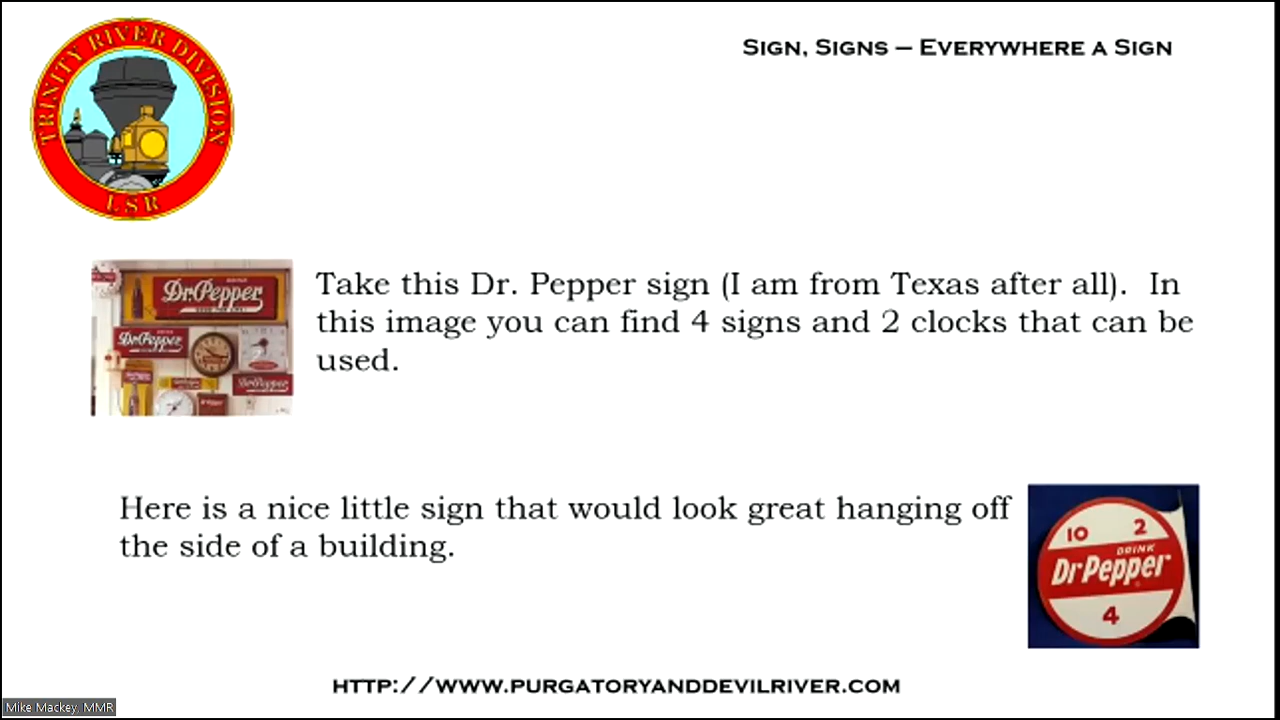 TRINITY RIVER DIVISION
LSR
Sign, Signs – Everywhere a Sign
Dr.Pepper
DrPepper
DrPepper
Take this Dr. Pepper sign (I am from Texas after all).  In
this image you can find 4 signs and 2 clocks that can be
used.
Here is a nice little sign that would look great hanging off
the side of a building.
10 2
DRINK
DrPepper
4
HTTP://WWW.PURGATORYANDDEVILRIVER.COM
Mike Mackey, MMR